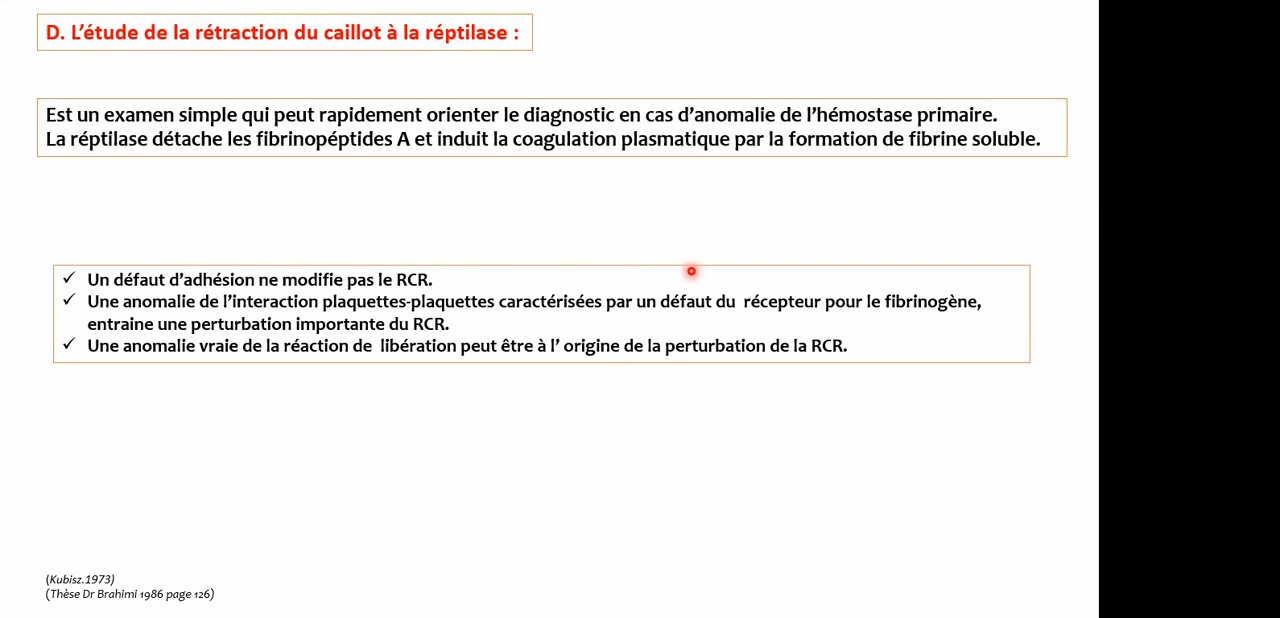 D. L'étude de la rétraction du caillot à la réptilase :
Est un examen simple qui peut rapidement orienter le diagnostic en cas d'anomalie de l'hémostase primaire.
La réptilase détache les fibrinopéptides A et induit la coagulation plasmatique par la formation de fibrine soluble.
✓ Un défaut d'adhésion ne modifie pas le RCR.
✓ Une anomalie de l'interaction plaquettes-plaquettes caractérisées par un défaut du récepteur pour le fibrinogène,
entraine une perturbation importante du RCR.
✓ Une anomalie vraie de la réaction de libération peut être à l' origine de la perturbation de la RCR.
(Kubisz.1973)
(Thèse Dr Brahimi 1986 page 126)